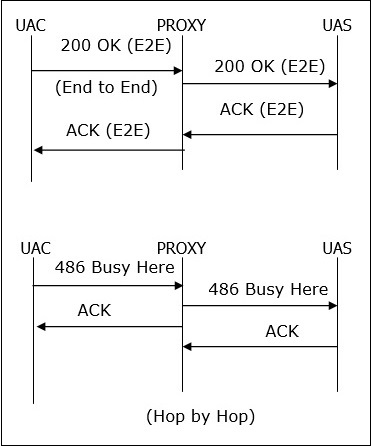 UAC PROXY UAS
200 OK (E2E)
200 OK (E2E)
(End to End)
ACK (E2E)
ACK (E2E)
UAC PROXY UAS
486 Busy Here
486 Busy Here
ACK
ACK
(Hop by Hop)